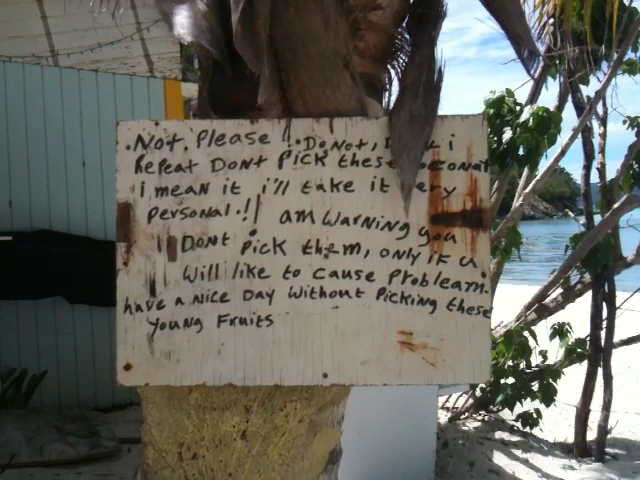 Not. Please !! Do Not, I i
Repeat Dont Pick these
i mean it i'll take it
Personal.!! am Warning you
Dont Pick them, only if u.
Will like to cause Probleam.
have a Nice Day Without Picking these
young Fruits